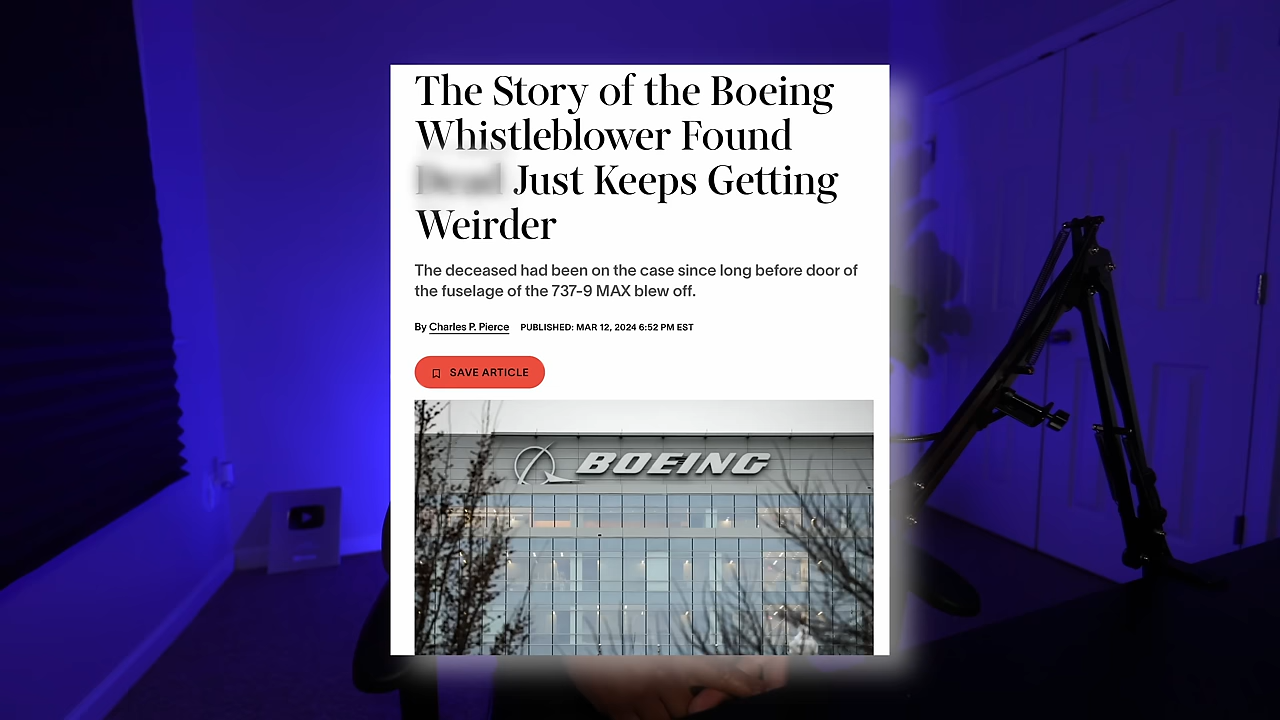 The Story of the Boeing
Whistleblower Found
Just Keeps Getting
Weirder
The deceased had been on the case since long before door of
the fuselage of the 737-9 MAX blew off.
By Charles P. Pierce PUBLISHED: MAR 12, 2024 6:52 PM EST
SAVE ARTICLE
BOEING